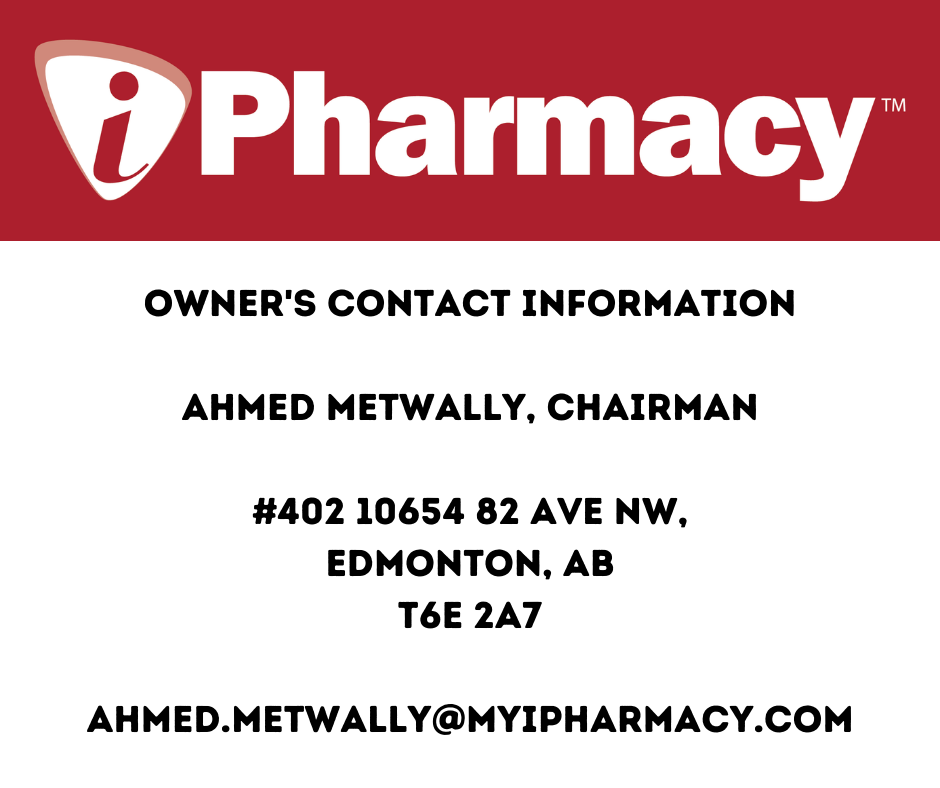 i Pharmacy™
OWNER'S CONTACT INFORMATION
AHMED METWALLY, CHAIRMAN
#402 10654 82 AVE NW,
EDMONTON, AB
T6E 2A7
AHMED.METWALLY@MYIPHARMACY.COM